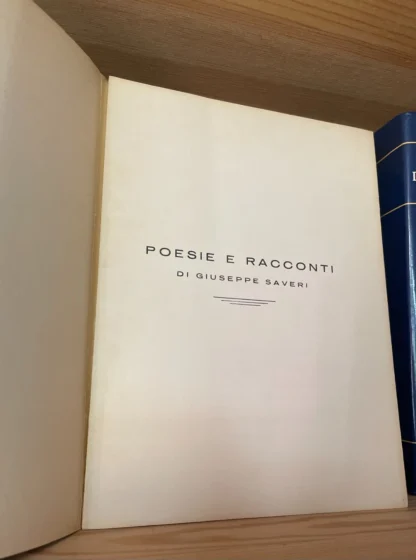 POESIE E RACCONTI
DI GIUSEPPE SAVERI